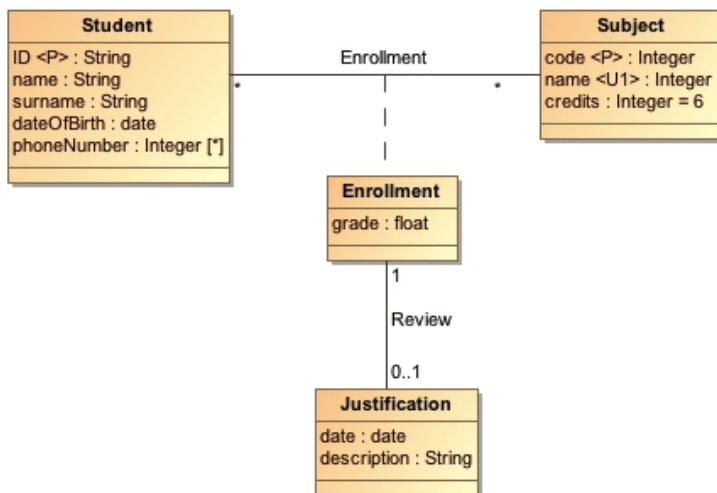 Student
ID <P> : String
name : String
surname : String
dateOfBirth : date
phoneNumber : Integer [*]
Enrollment
*
*
Subject
code <P> : Integer
name <U1> : Integer
credits : Integer = 6
Enrollment
grade : float
1
Review
0..1
Justification
date : date
description : String